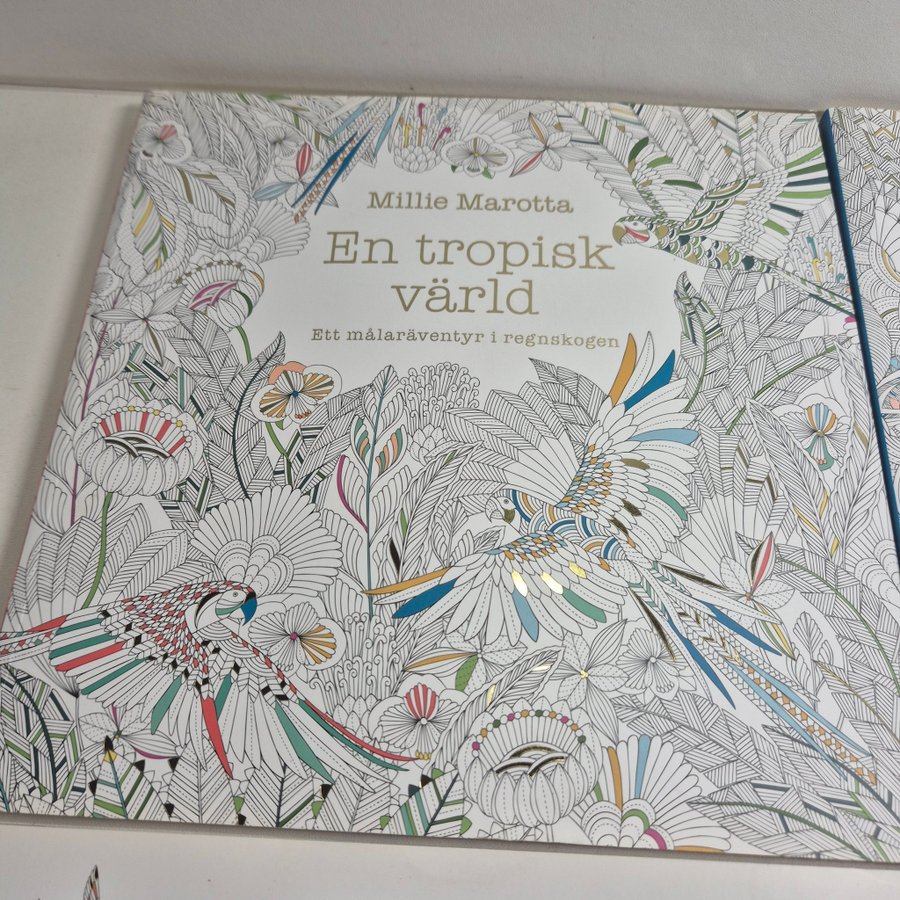 Millie Marotta
En tropisk
värld
Ett målaräventyr i regnskogen